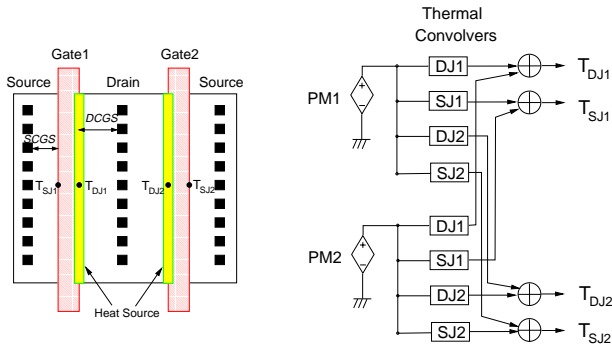 Gate1 Gate2
Source Drain Source
SCGS
DCGS
TSJ1 TDJ1 TDJ2 TSJ2
Heat Source
Thermal
Convolvers
PM1
+
−
DJ1
SJ1
DJ2
SJ2
TDJ1
TSJ1
PM2
+
−
DJ1
SJ1
DJ2
SJ2
TDJ2
TSJ2